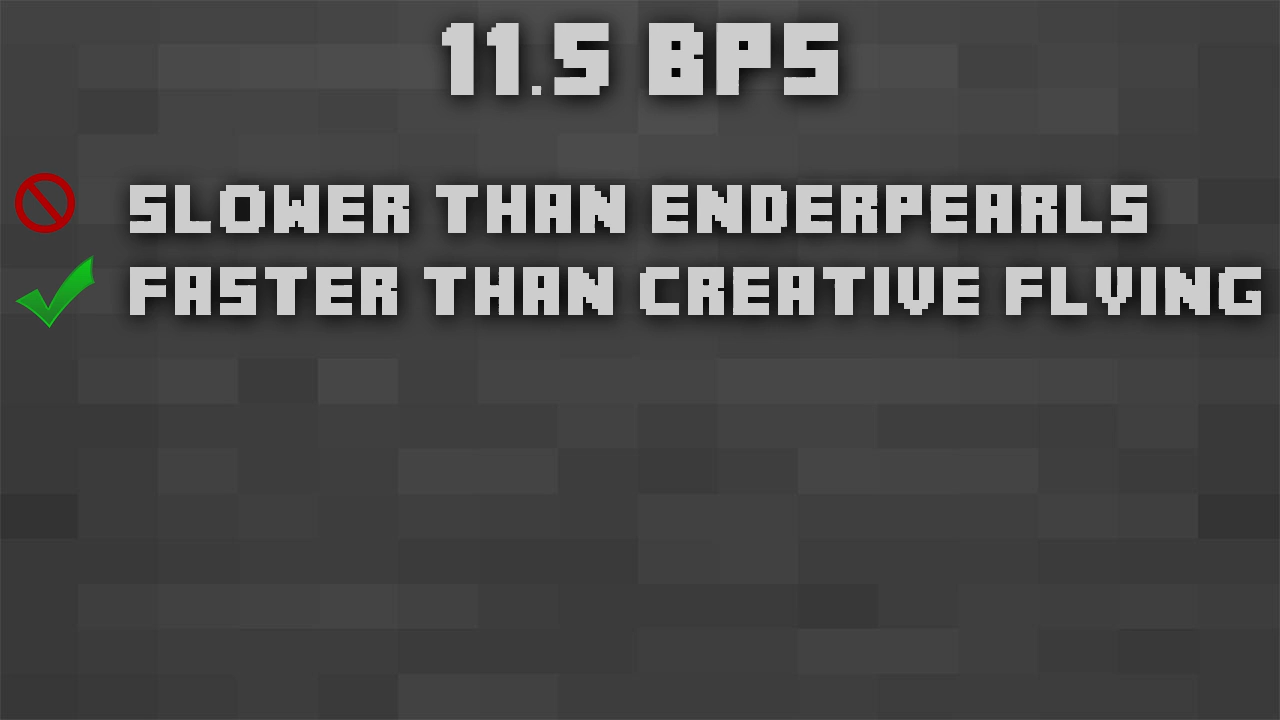 11.5 BPS
SLOWER THAN ENDERPEARLS
FASTER THAN CREATIVE FLYING